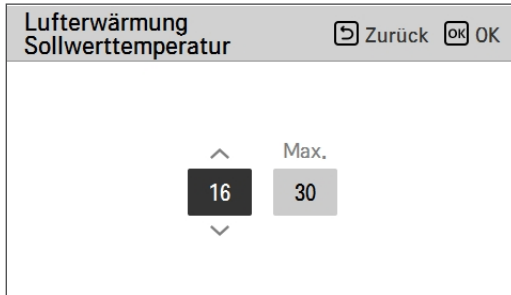 Lufterwärmung
Sollwerttemperatur
Zurück OK OK
Max.
16 30